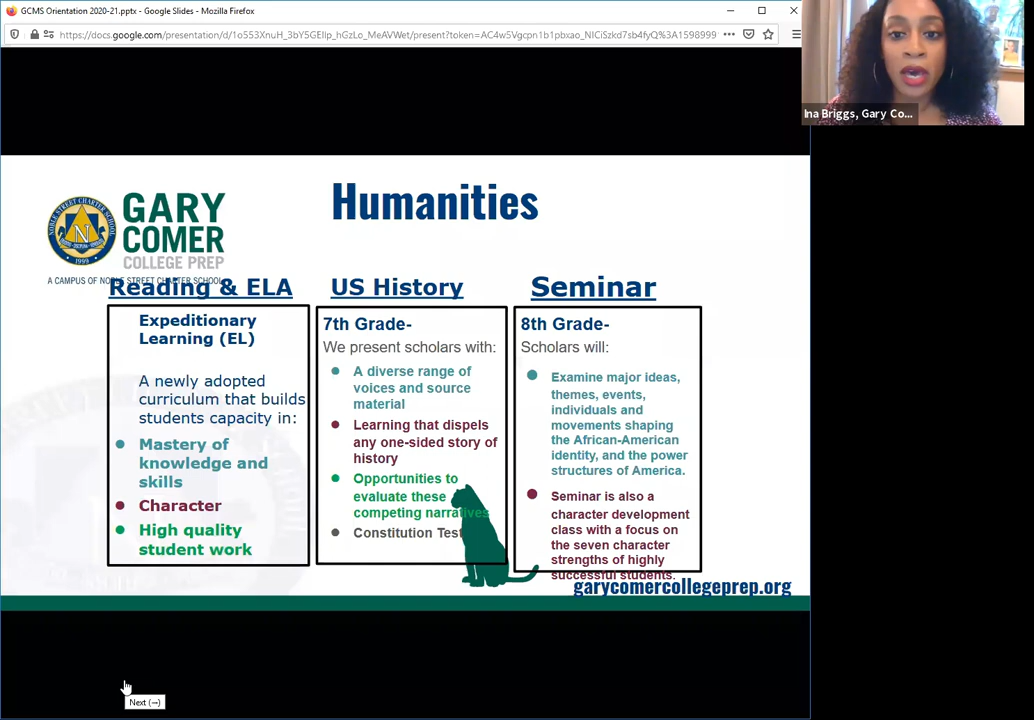 GCMS Orientation 2020-21.pptx - Google Slides - Mozilla Firefox
Ina Briggs, Gary Co...
Humanities
NOBLE STREET CHARTER SCHOOL
N
1999
GARY
COMER
COLLEGE PREP
A CAMPUS OF NOBLE STREET CHARTER SCHOOL
Reading & ELA
Expeditionary
Learning (EL)
A newly adopted
curriculum that builds
students capacity in:
Mastery of
knowledge and
skills
Character
High quality
student work
US History
7th Grade-
We present scholars with:
A diverse range of
voices and source
material
Learning that dispels
any one-sided story of
history
Opportunities to
evaluate these
competing narratives
Constitution Test
Seminar
8th Grade-
Scholars will:
Examine major ideas,
themes, events,
individuals and
movements shaping
the African-American
identity, and the power
structures of America.
Seminar is also a
character development
class with a focus on
the seven character
strengths of highly
successful students.
garycomercollegeprep.org
Next (→)